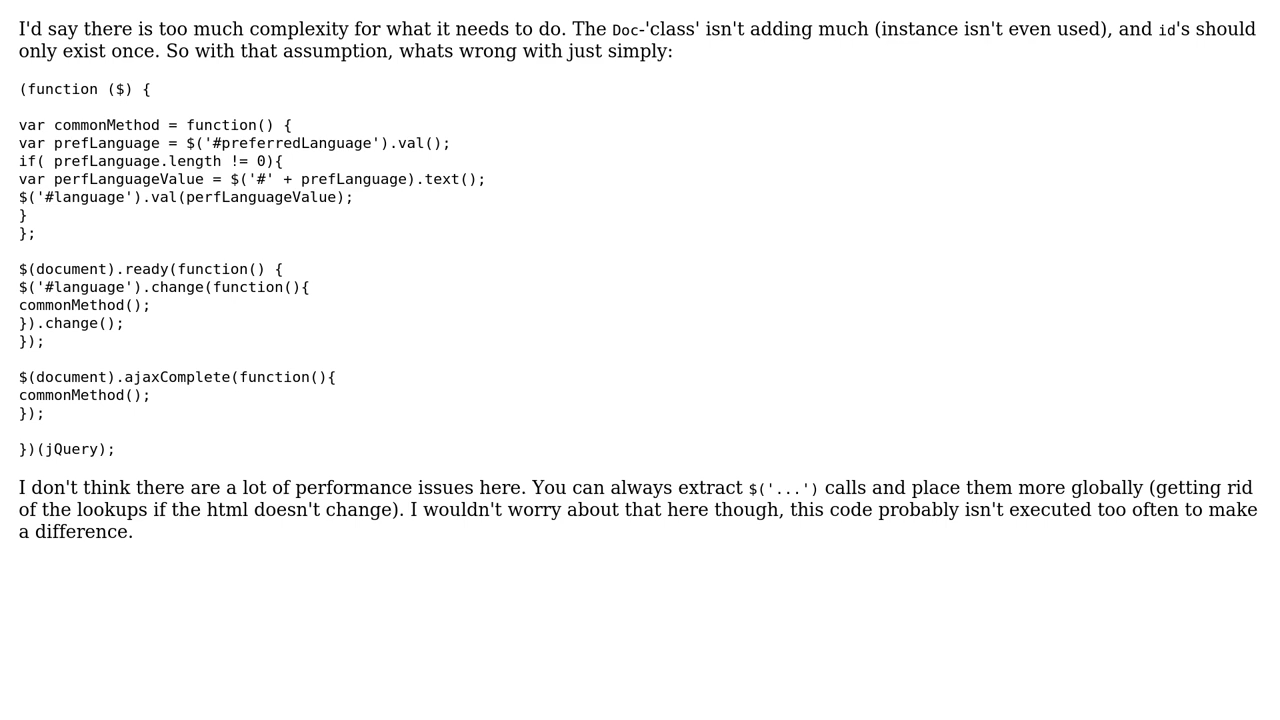 I'd say there is too much complexity for what it needs to do. The Doc-'class' isn't adding much (instance isn't even used), and id's should
only exist once. So with that assumption, whats wrong with just simply:
(function ($) {
var commonMethod = function() {
var prefLanguage = $('#preferredLanguage').val();
if( prefLanguage.length != 0){
var perfLanguageValue = $('#' + prefLanguage).text();
$('#language').val(perfLanguageValue);
}
};
$(document).ready(function() {
$('#language').change(function(){
commonMethod();
}).change();
});
$(document).ajaxComplete(function(){
commonMethod();
});
})(jQuery);
I don't think there are a lot of performance issues here. You can always extract $('...') calls and place them more globally (getting rid
of the lookups if the html doesn't change). I wouldn't worry about that here though, this code probably isn't executed too often to make
a difference.